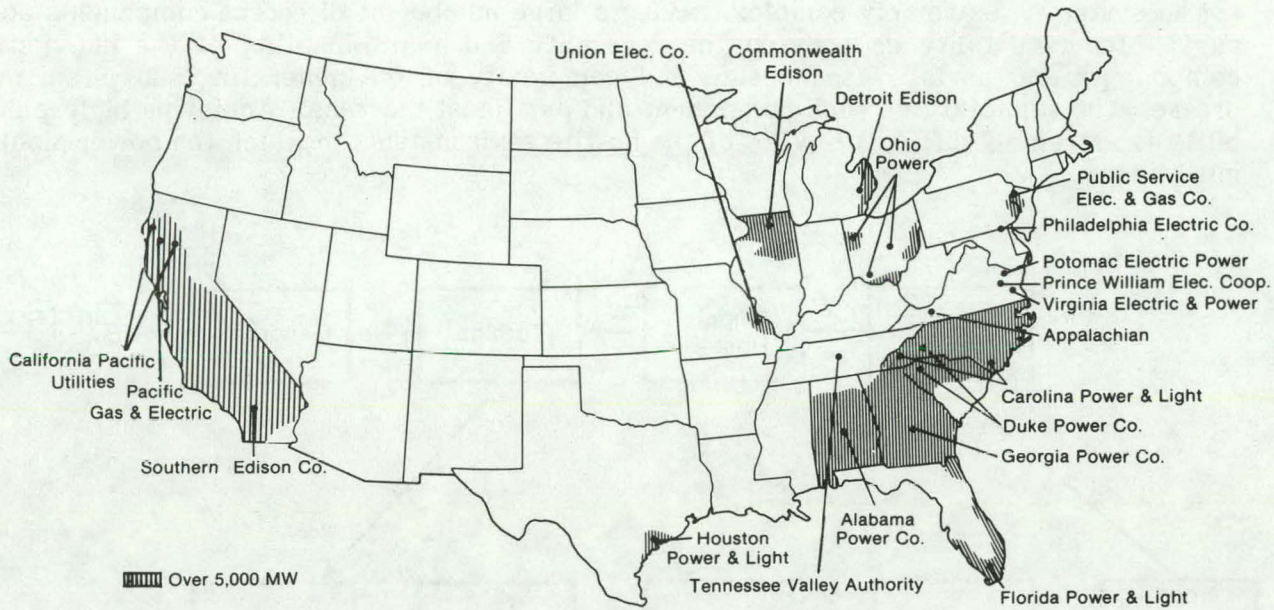 Union Elec. Co.
Commonwealth
Edison
Detroit Edison
Ohio
Power
Public Service
Elec. & Gas Co.
Philadelphia Electric Co.
Potomac Electric Power
Prince William Elec. Coop.
Virginia Electric & Power
Appalachian
California Pacific
Utilities
Pacific
Gas & Electric
Carolina Power & Light
Duke Power Co.
Georgia Power Co.
Southern Edison Co.
Alabama
Power Co.
Houston
Power & Light
Over 5,000 MW
Tennessee Valley Authority
Florida Power & Light